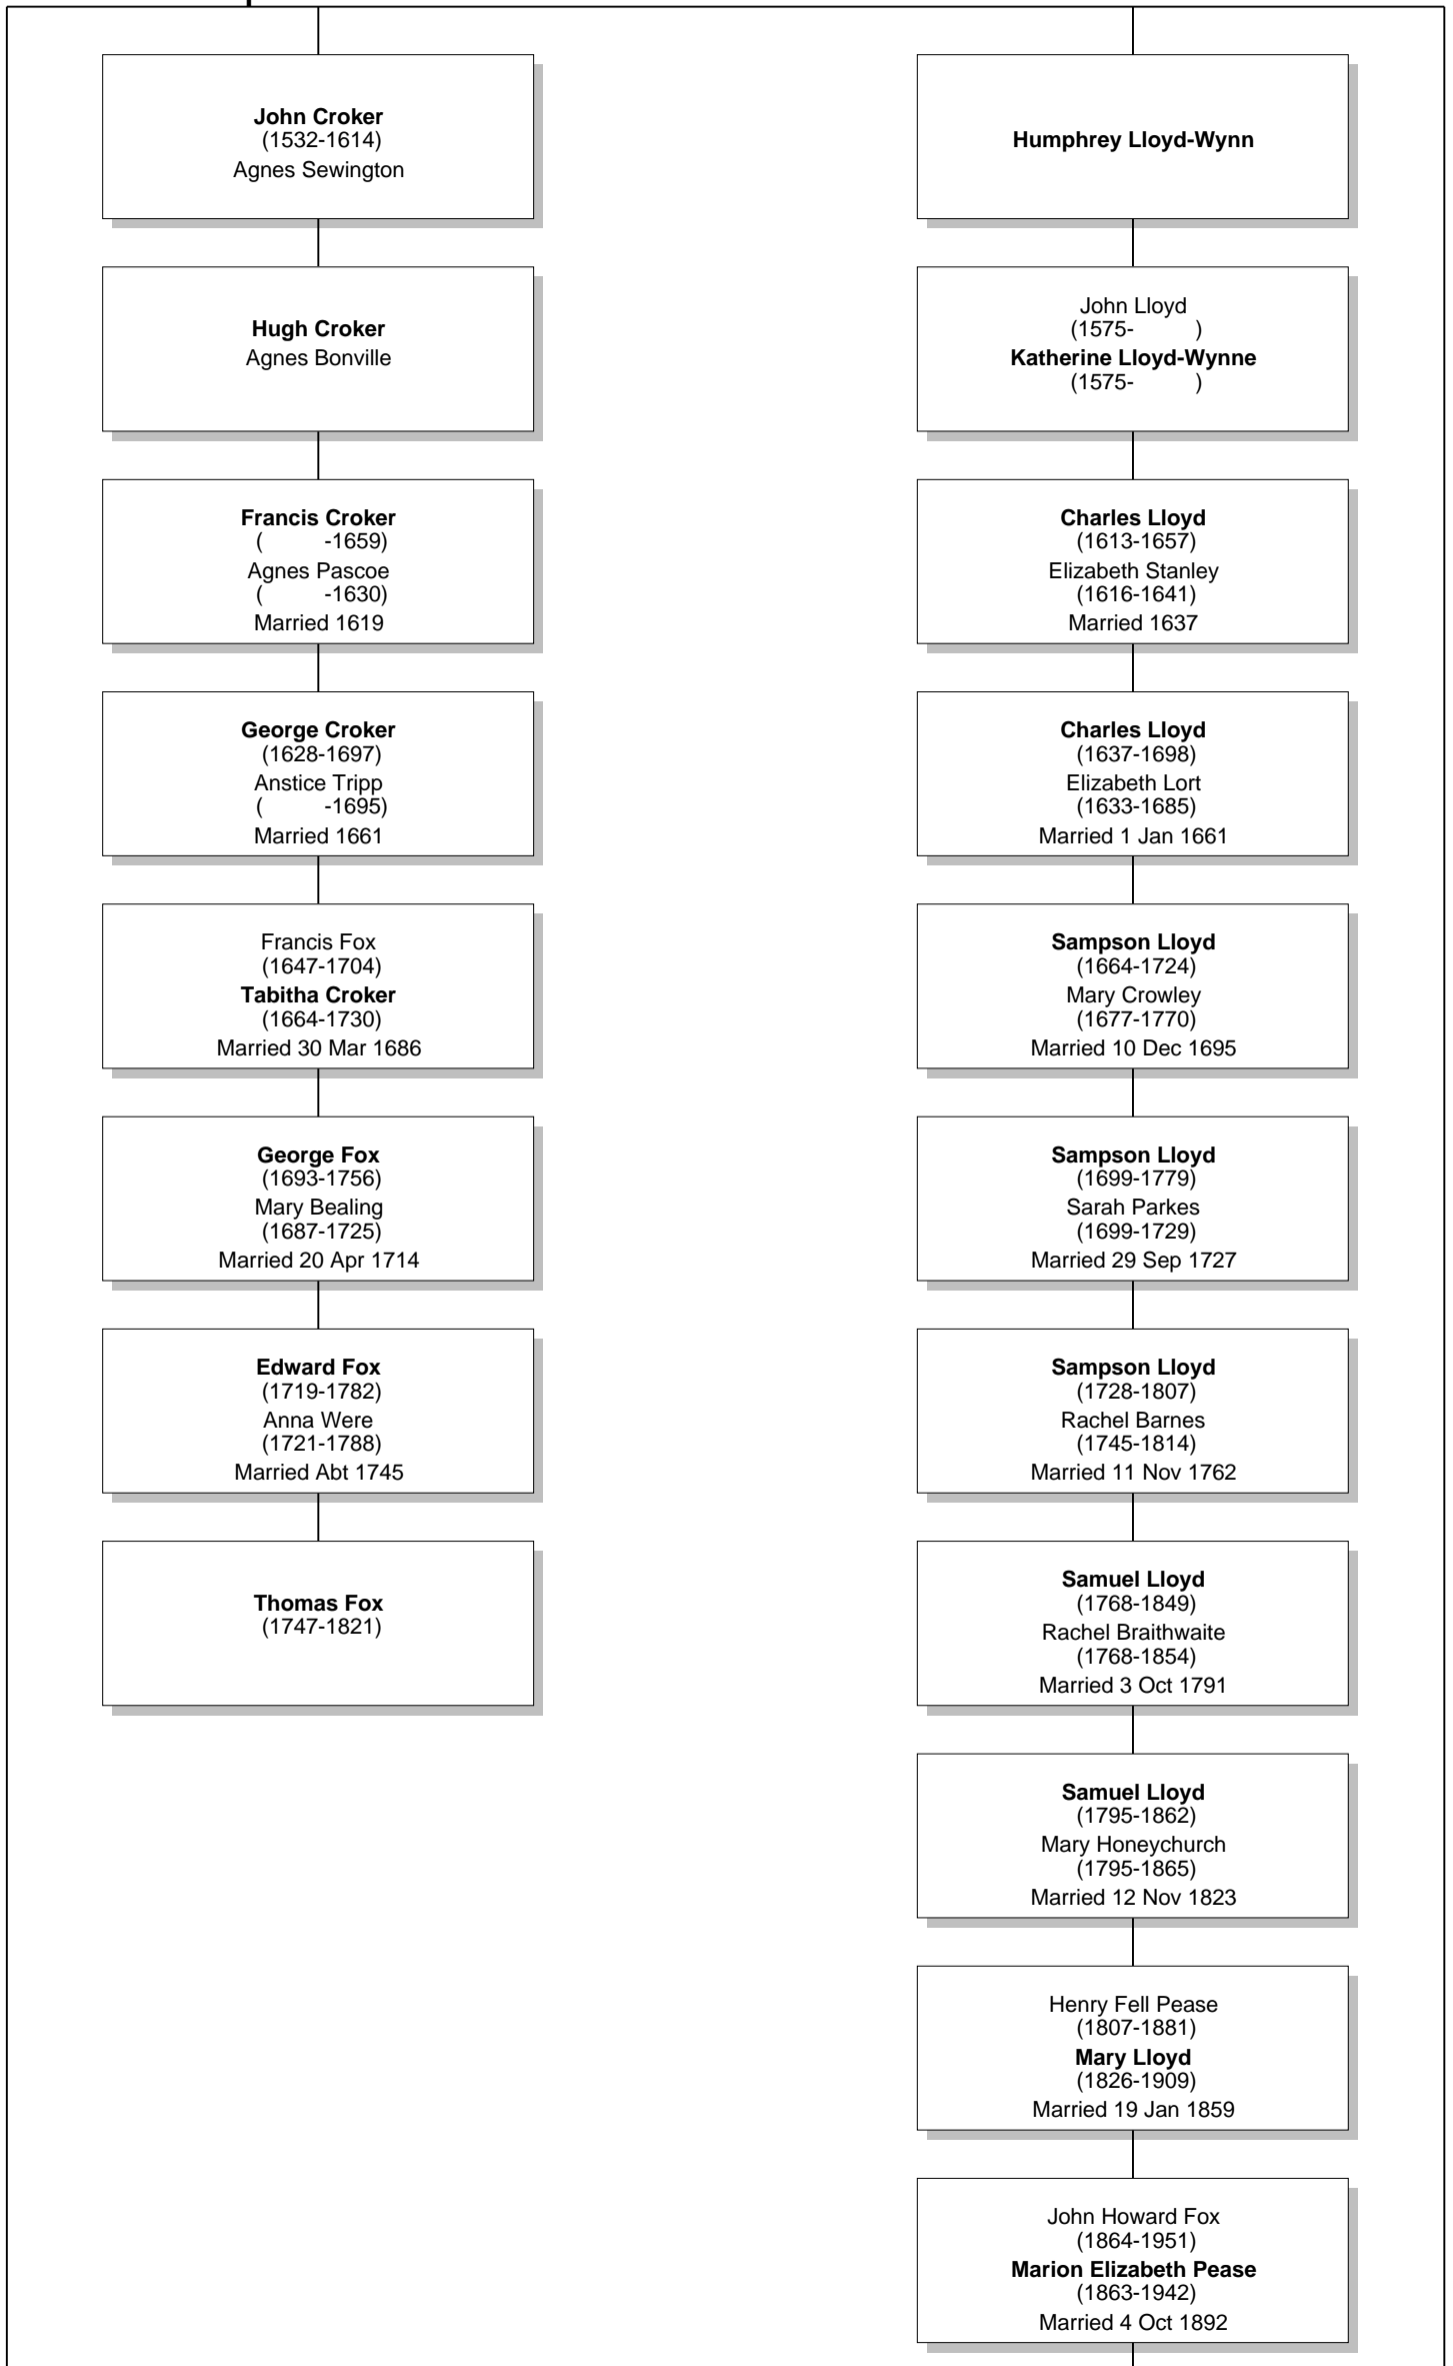 John Croker
(1532-1614)
Agnes Sewington
Humphrey Lloyd-Wynn
Hugh Croker
Agnes Bonville
John Lloyd
(1575-          )
Katherine Lloyd-Wynne
(1575-          )
Francis Croker
(          -1659)
Agnes Pascoe
(          -1630)
Married 1619
Charles Lloyd
(1613-1657)
Elizabeth Stanley
(1616-1641)
Married 1637
George Croker
(1628-1697)
Anstice Tripp
(          -1695)
Married 1661
Charles Lloyd
(1637-1698)
Elizabeth Lort
(1633-1685)
Married 1 Jan 1661
Francis Fox
(1647-1704)
Tabitha Croker
(1664-1730)
Married 30 Mar 1686
Sampson Lloyd
(1664-1724)
Mary Crowley
(1677-1770)
Married 10 Dec 1695
George Fox
(1693-1756)
Mary Bealing
(1687-1725)
Married 20 Apr 1714
Sampson Lloyd
(1699-1779)
Sarah Parkes
(1699-1729)
Married 29 Sep 1727
Edward Fox
(1719-1782)
Anna Were
(1721-1788)
Married Abt 1745
Sampson Lloyd
(1728-1807)
Rachel Barnes
(1745-1814)
Married 11 Nov 1762
Thomas Fox
(1747-1821)
Samuel Lloyd
(1768-1849)
Rachel Braithwaite
(1768-1854)
Married 3 Oct 1791
Samuel Lloyd
(1795-1862)
Mary Honeychurch
(1795-1865)
Married 12 Nov 1823
Henry Fell Pease
(1807-1881)
Mary Lloyd
(1826-1909)
Married 19 Jan 1859
John Howard Fox
(1864-1951)
Marion Elizabeth Pease
(1863-1942)
Married 4 Oct 1892